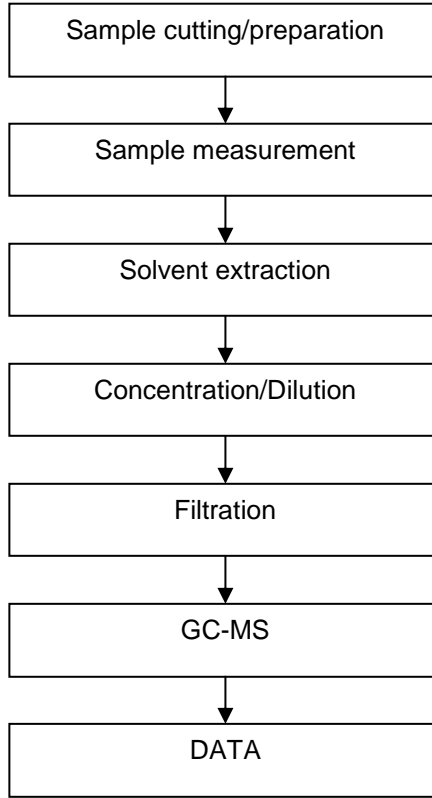 Sample cutting/preparation
Sample measurement
Solvent extraction
Concentration/Dilution
Filtration
GC-MS
DATA